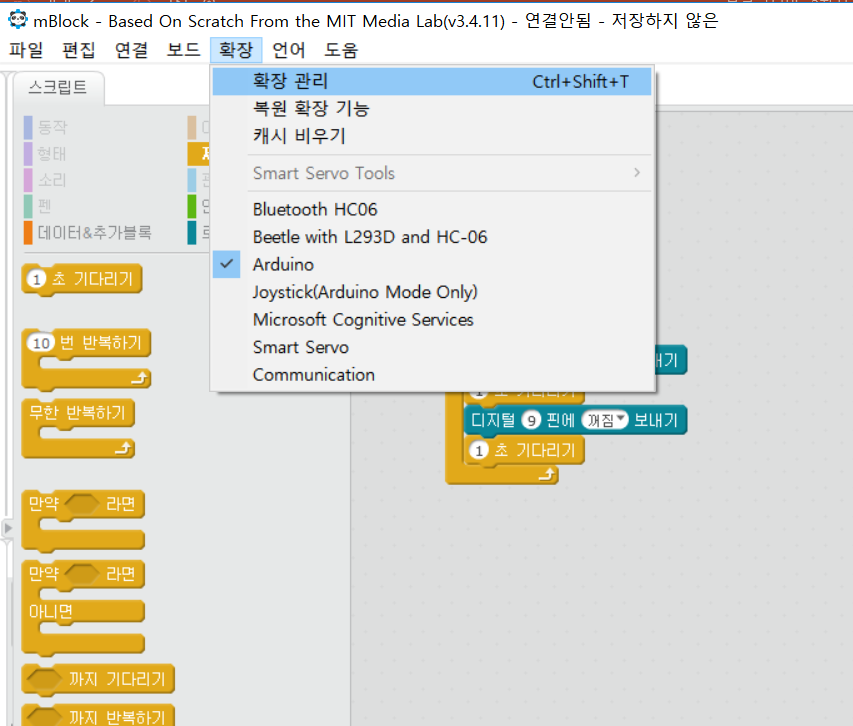 mBlock - Based On Scratch From the MIT Media Lab(v3.4.11) - 연결안됨 - 저장하지 않은
파일 편집 연결 보드 확장 언어 도움
스크립트
확장 관리 Ctrl+Shift+T
복원 확장 기능
캐시 비우기
Smart Servo Tools
Bluetooth HC06
Beetle with L293D and HC-06
Arduino
Joystick(Arduino Mode Only)
Microsoft Cognitive Services
Smart Servo
Communication
동작
형태
소리
펜
데이터&추가블록
1 초 기다리기
10 번 반복하기
무한 반복하기
만약 라면
만약 라면
아니면
까지 기다리기
까지 반복하기
내기
1 초 기다리기
디지털 9 핀에 꺼짐 보내기
1 초 기다리기